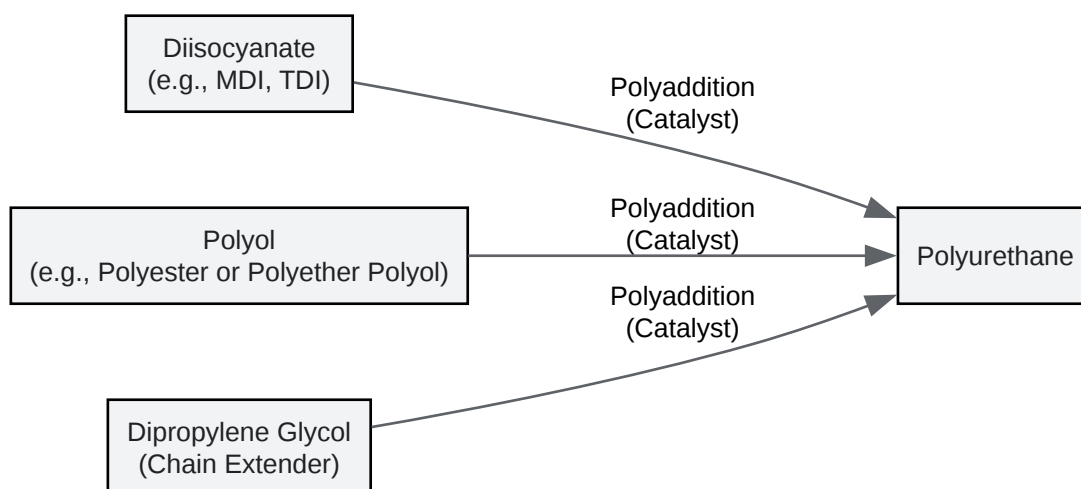 Diisocyanate
(e.g., MDI, TDI)
Polyaddition
(Catalyst)
Polyol
(e.g., Polyester or Polyether Polyol)
Polyaddition
(Catalyst)
Polyurethane
Polyaddition
(Catalyst)
Dipropylene Glycol
(Chain Extender)